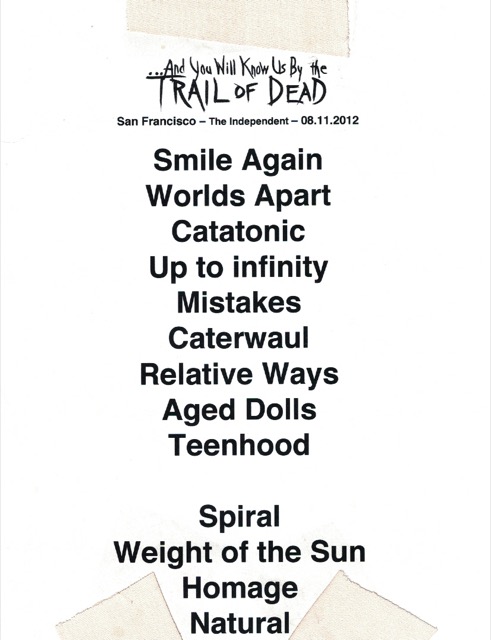 ...And You Will Know Us By the
TRAIL OF DEAD
San Francisco – The Independent – 08.11.2012
Smile Again
Worlds Apart
Catatonic
Up to infinity
Mistakes
Caterwaul
Relative Ways
Aged Dolls
Teenhood
Spiral
Weight of the Sun
Homage
Natural